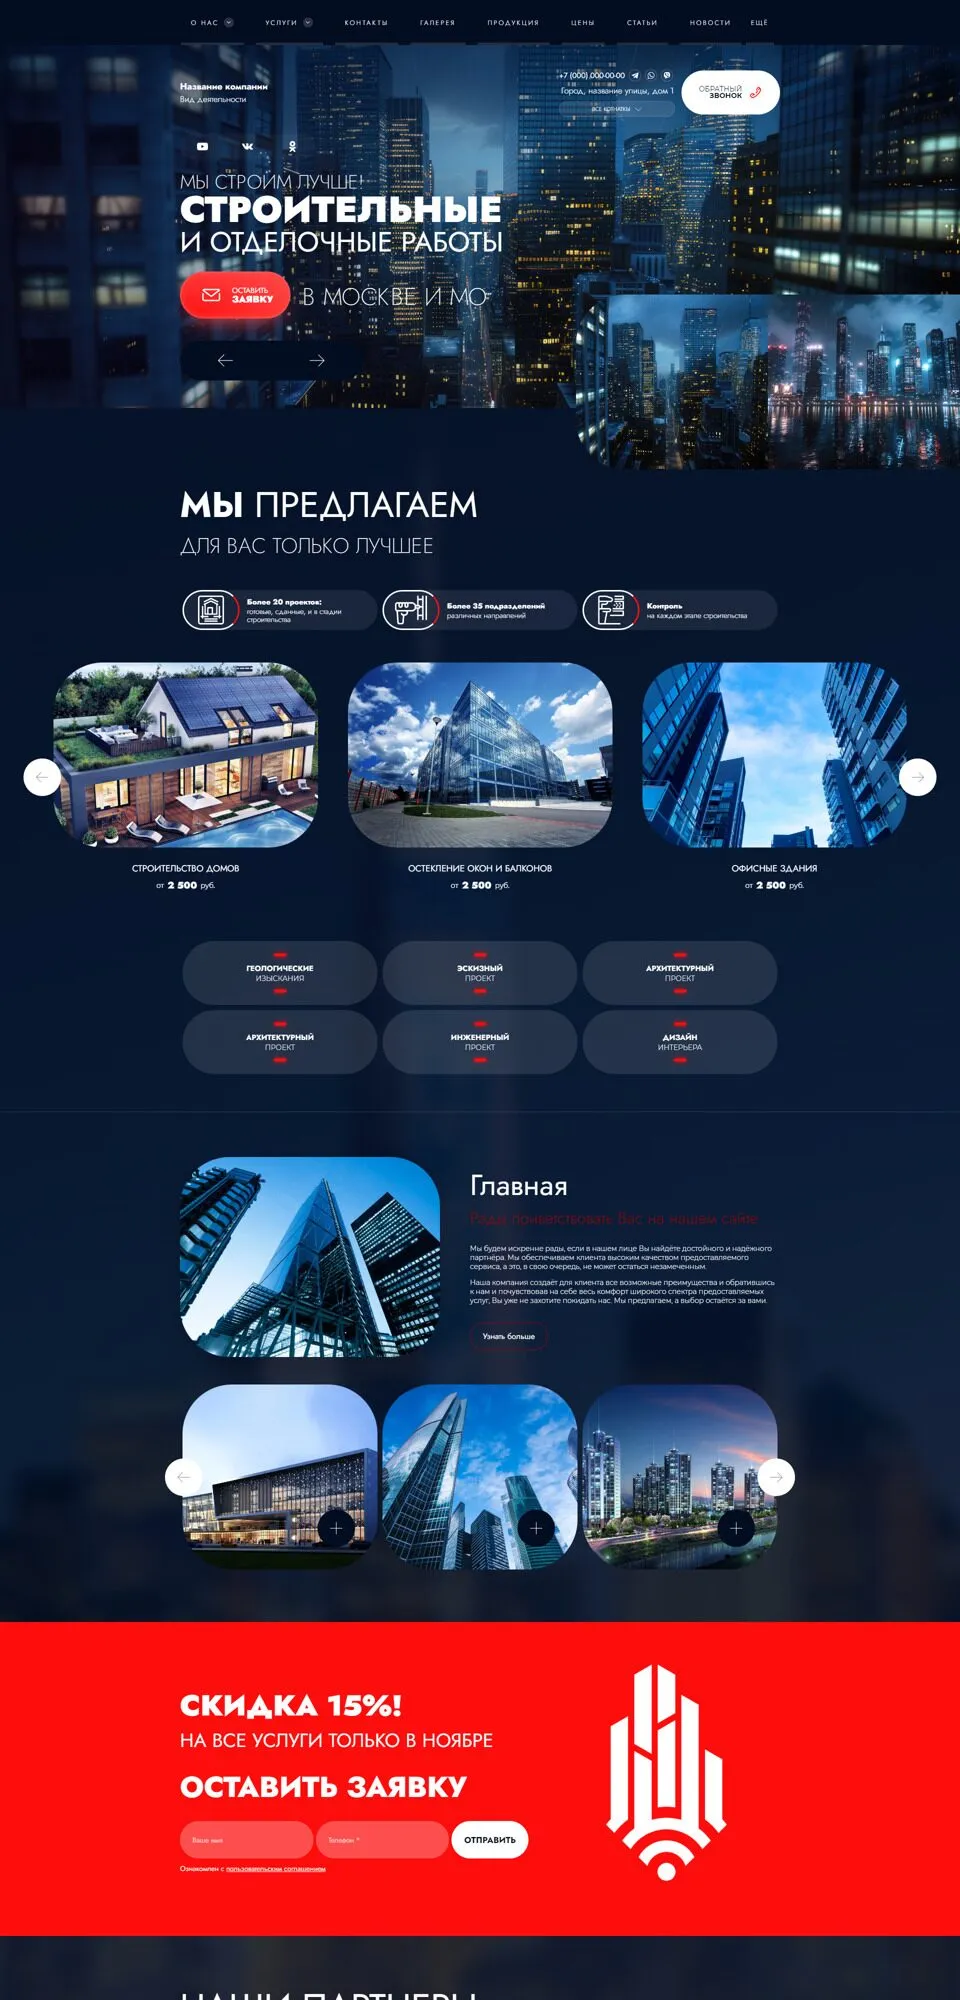 О НАС
УСЛУГИ
КОНТАКТЫ
ГАЛЕРЕЯ
ПРОДУКЦИЯ
ЦЕНЫ
СТАТЬИ
НОВОСТИ
ЕЩЁ
Название компании
Вид деятельности
+7 (000) 000-00-00
Город, название улицы, дом 1
ВСЕ КОНТАКТЫ
ОБРАТНЫЙ
ЗВОНОК
МЫ СТРОИМ ЛУЧШЕ!
СТРОИТЕЛЬНЫЕ
И ОТДЕЛОЧНЫЕ РАБОТЫ
ОСТАВИТЬ
ЗАЯВКУ
В МОСКВЕ И МО
МЫ ПРЕДЛАГАЕМ
ДЛЯ ВАС ТОЛЬКО ЛУЧШЕЕ
Более 20 проектов:
готовые, сданные, и в стадии
строительства
Более 35 подразделений
различных направлений
Контроль
на каждом этапе строительства
СТРОИТЕЛЬСТВО ДОМОВ
от 2 500 руб.
ОСТЕКЛЕНИЕ ОКОН И БАЛКОНОВ
от 2 500 руб.
ОФИСНЫЕ ЗДАНИЯ
от 2 500 руб.
ГЕОЛОГИЧЕСКИЕ
ИЗЫСКАНИЯ
ЭСКИЗНЫЙ
ПРОЕКТ
АРХИТЕКТУРНЫЙ
ПРОЕКТ
АРХИТЕКТУРНЫЙ
ПРОЕКТ
ИНЖЕНЕРНЫЙ
ПРОЕКТ
ДИЗАЙН
ИНТЕРЬЕРА
Главная
Рады приветствовать Вас на нашем сайте
Мы будем искренне рады, если в нашем лице Вы найдёте достойного и надёжного
партнёра. Мы обеспечиваем клиента высоким качеством предоставляемого
сервиса, а это, в свою очередь, не может остаться незамеченным.
Наша компания создаёт для клиента все возможные преимущества и обратившись
к нам и почувствовав на себе весь комфорт широкого спектра предоставляемых
услуг, Вы уже не захотите покидать нас. Мы предлагаем, а выбор остаётся за вами.
Узнать больше
СКИДКА 15%!
НА ВСЕ УСЛУГИ ТОЛЬКО В НОЯБРЕ
ОСТАВИТЬ ЗАЯВКУ
Ваше имя
Телефон *
ОТПРАВИТЬ
Ознакомлен с пользовательским соглашением
НАШИ ПАРТНЕРЫ